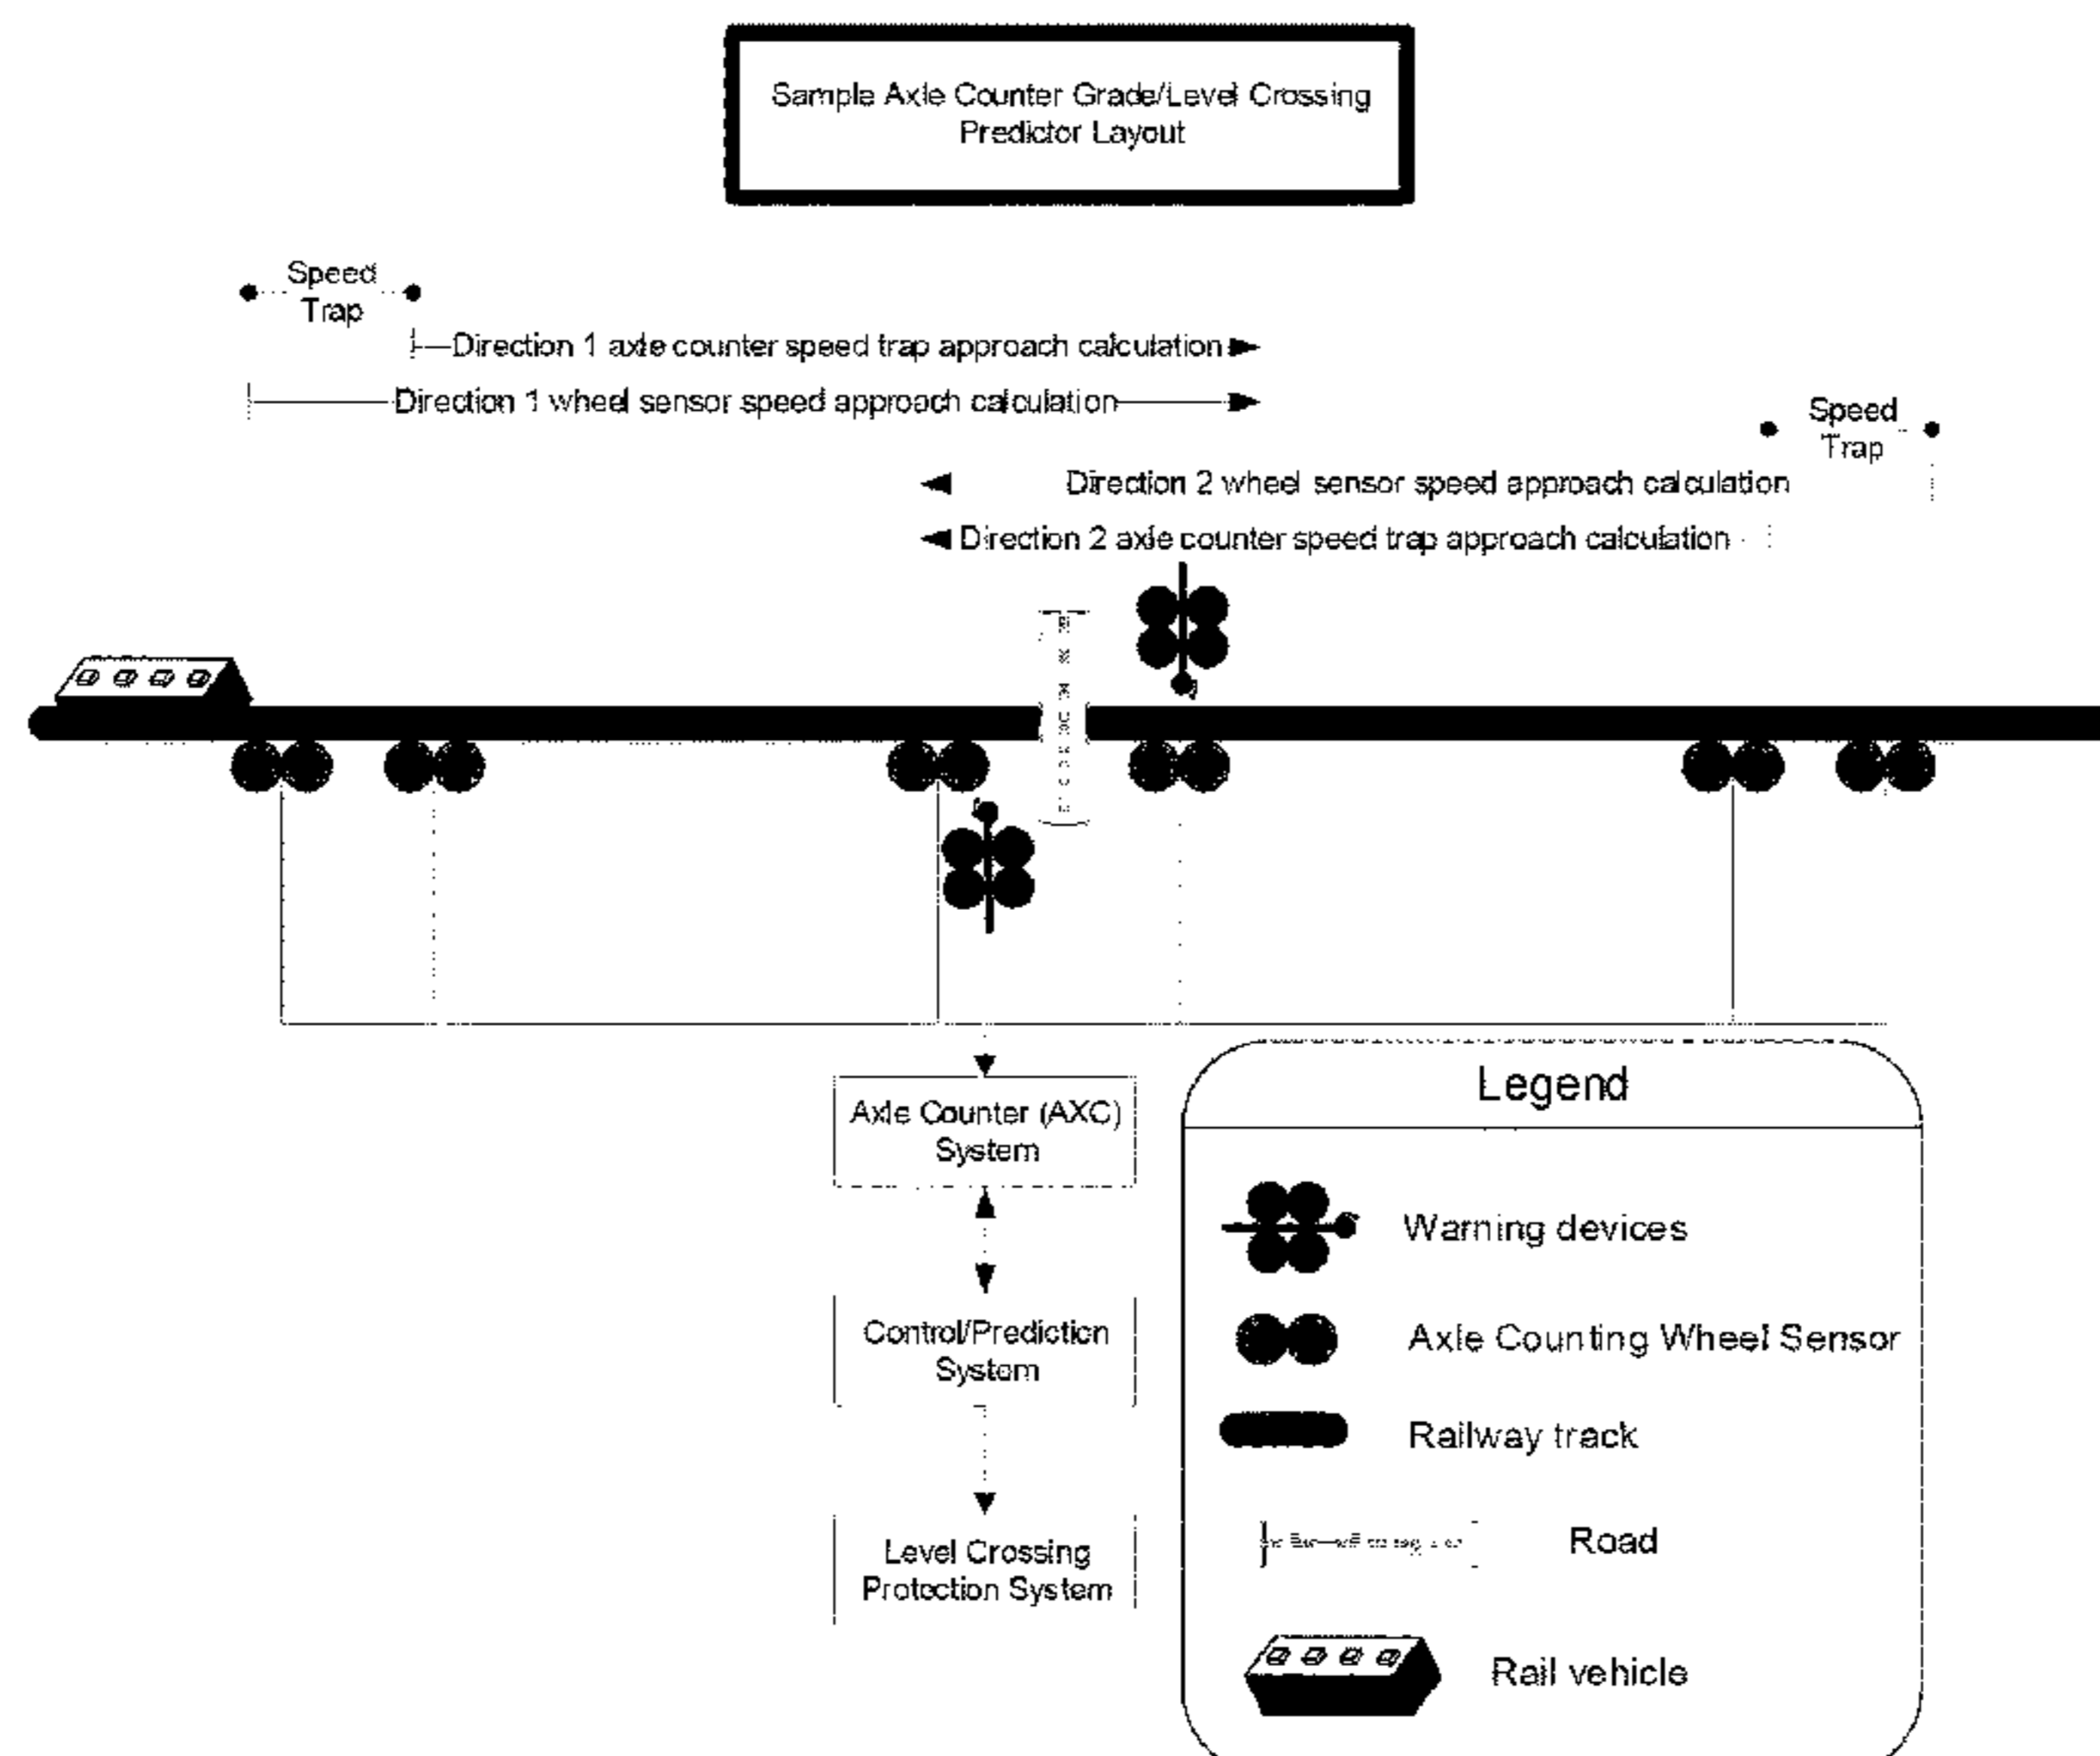 Sample Axle Counter Grade/Level Crossing
Predictor Layout
Speed
Trap
Direction 1 axle counter speed trap approach calculation
Direction 1 wheel sensor speed approach calculation
Speed
Trap
Direction 2 wheel sensor speed approach calculation
Direction 2 axle counter speed trap approach calculation
Axle Counter (AXC)
System
Control/Prediction
System
Level Crossing
Protection System
Legend
Warning devices
Axle Counting Wheel Sensor
Railway track
Road
Rail vehicle